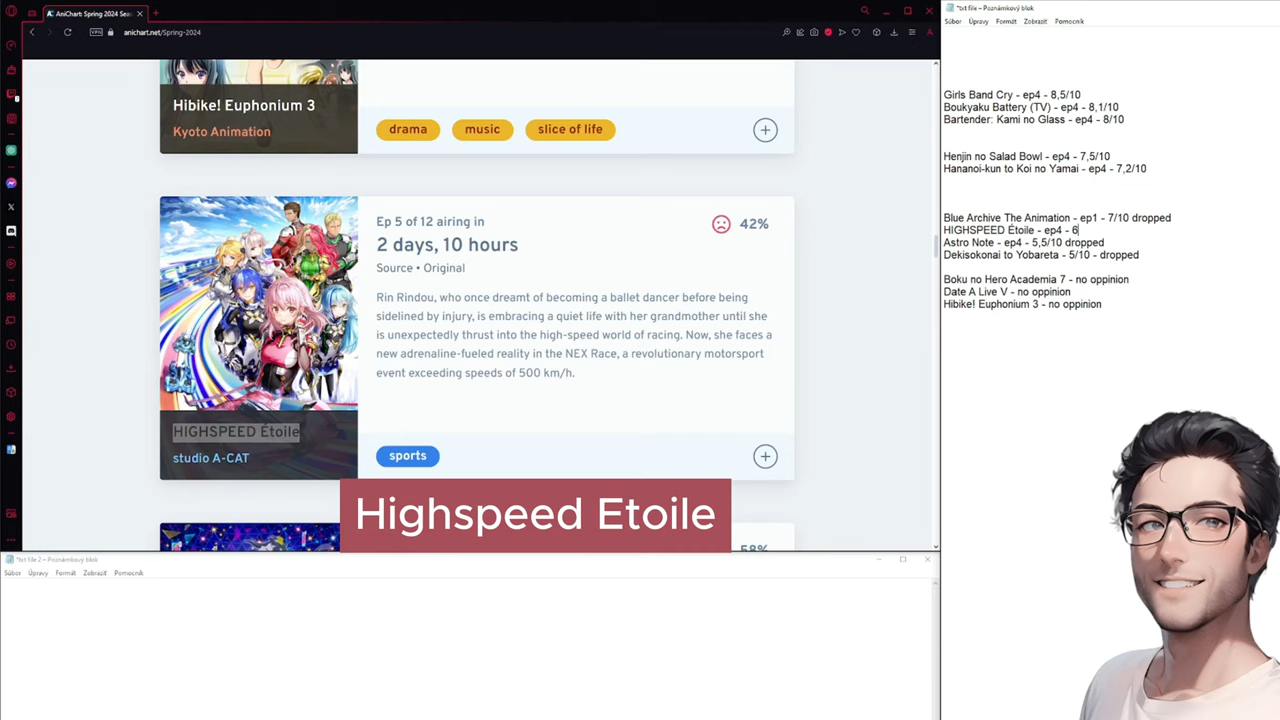 AniChart: Spring 2024 Seas
anichart.net/Spring-2024
VPN
Hibike! Euphonium 3
Kyoto Animation
drama
music
slice of life
Ep 5 of 12 airing in
2 days, 10 hours
Source • Original
42%
Rin Rindou, who once dreamt of becoming a ballet dancer before being
sidelined by injury, is embracing a quiet life with her grandmother until she
is unexpectedly thrust into the high-speed world of racing. Now, she faces a
new adrenaline-fueled reality in the NEX Race, a revolutionary motorsport
event exceeding speeds of 500 km/h.
HIGHSPEED Étoile
studio A-CAT
sports
58%
Highspeed Etoile
*txt file 2 – Poznámkový blok
Súbor Úpravy Formát Zobraziť Pomocník
*txt file – Poznámkový blok
Súbor Úpravy Formát Zobraziť Pomocník
Girls Band Cry - ep4 - 8,5/10
Boukyaku Battery (TV) - ep4 - 8,1/10
Bartender: Kami no Glass - ep4 - 8/10
Henjin no Salad Bowl - ep4 - 7,5/10
Hananoi-kun to Koi no Yamai - ep4 - 7,2/10
Blue Archive The Animation - ep1 - 7/10 dropped
HIGHSPEED Étoile - ep4 - 6
Astro Note - ep4 - 5,5/10 dropped
Dekisokonai to Yobareta - 5/10 - dropped
Boku no Hero Academia 7 - no oppinion
Date A Live V - no oppinion
Hibike! Euphonium 3 - no oppinion